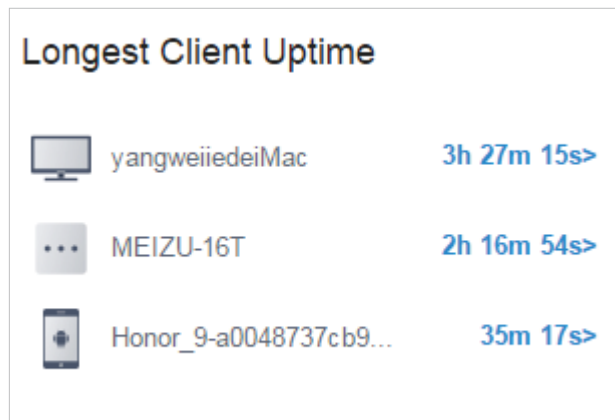 Longest Client Uptime
yangweiiedeiMac 3h 27m 15s>
MEIZU-16T 2h 16m 54s>
Honor_9-a0048737cb9... 35m 17s>